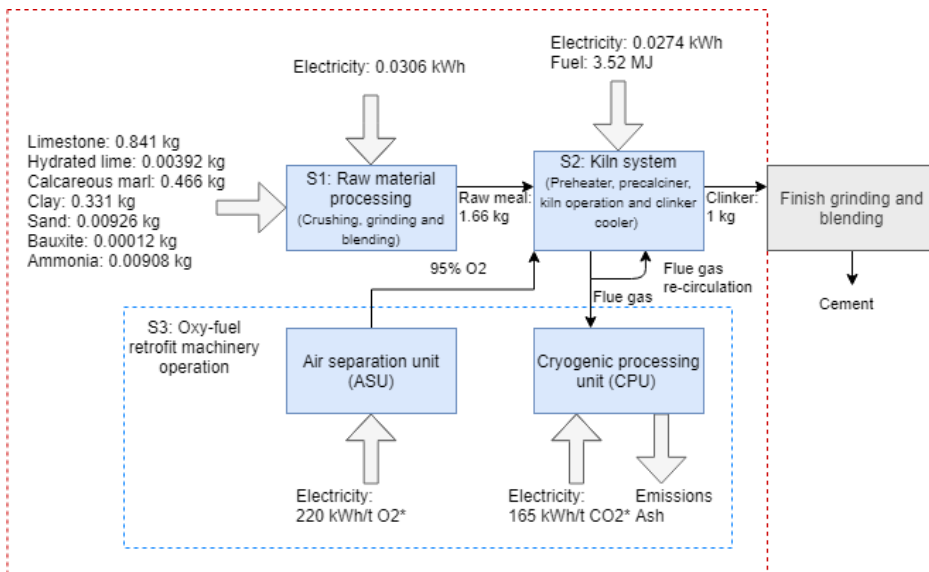 Electricity: 0.0274 kWh
Fuel: 3.52 MJ
Electricity: 0.0306 kWh
Limestone: 0.841 kg
Hydrated lime: 0.00392 kg
Calcareous marl: 0.466 kg
Clay: 0.331 kg
Sand: 0.00926 kg
Bauxite: 0.00012 kg
Ammonia: 0.00908 kg
S1: Raw material
processing
(Crushing, grinding and
blending)
Raw meal:
1.66 kg
S2: Kiln system
(Preheater, precalciner,
kiln operation and clinker
cooler)
Clinker:
1 kg
Finish grinding and
blending
Cement
95% O2
Flue gas
Flue gas
re-circulation
S3: Oxy-fuel
retrofit machinery
operation
Air separation unit
(ASU)
Cryogenic processing
unit (CPU)
Electricity:
220 kWh/t O2*
Electricity:
165 kWh/t CO2*
Emissions
Ash